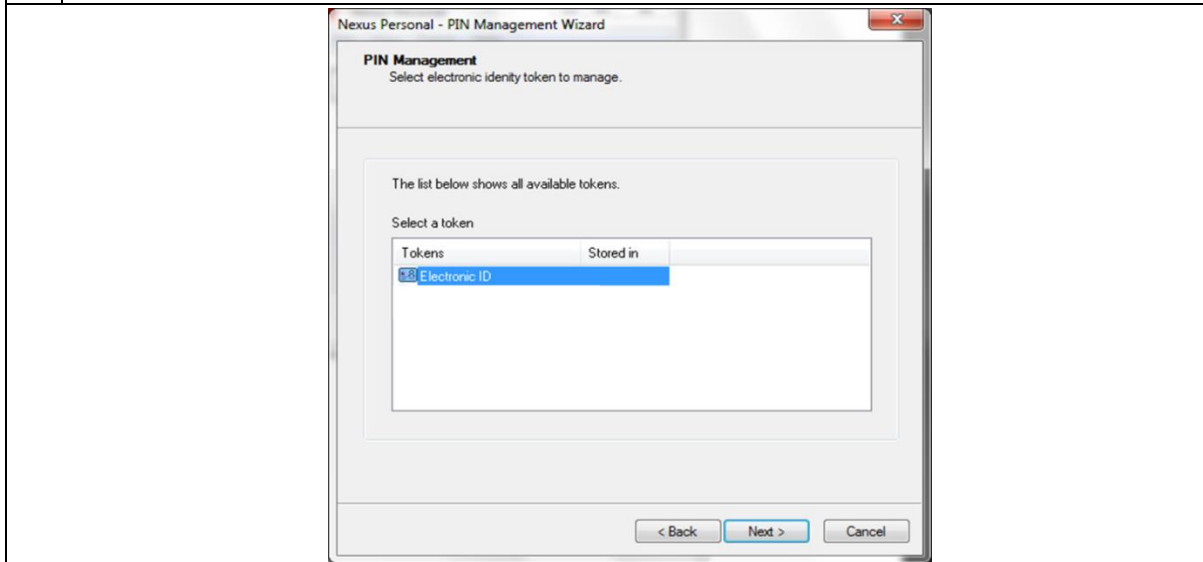 Nexus Personal - PIN Management Wizard
PIN Management
Select electronic idenity token to manage.
The list below shows all available tokens.
Select a token
Tokens Stored in
Electronic ID
< Back Next > Cancel